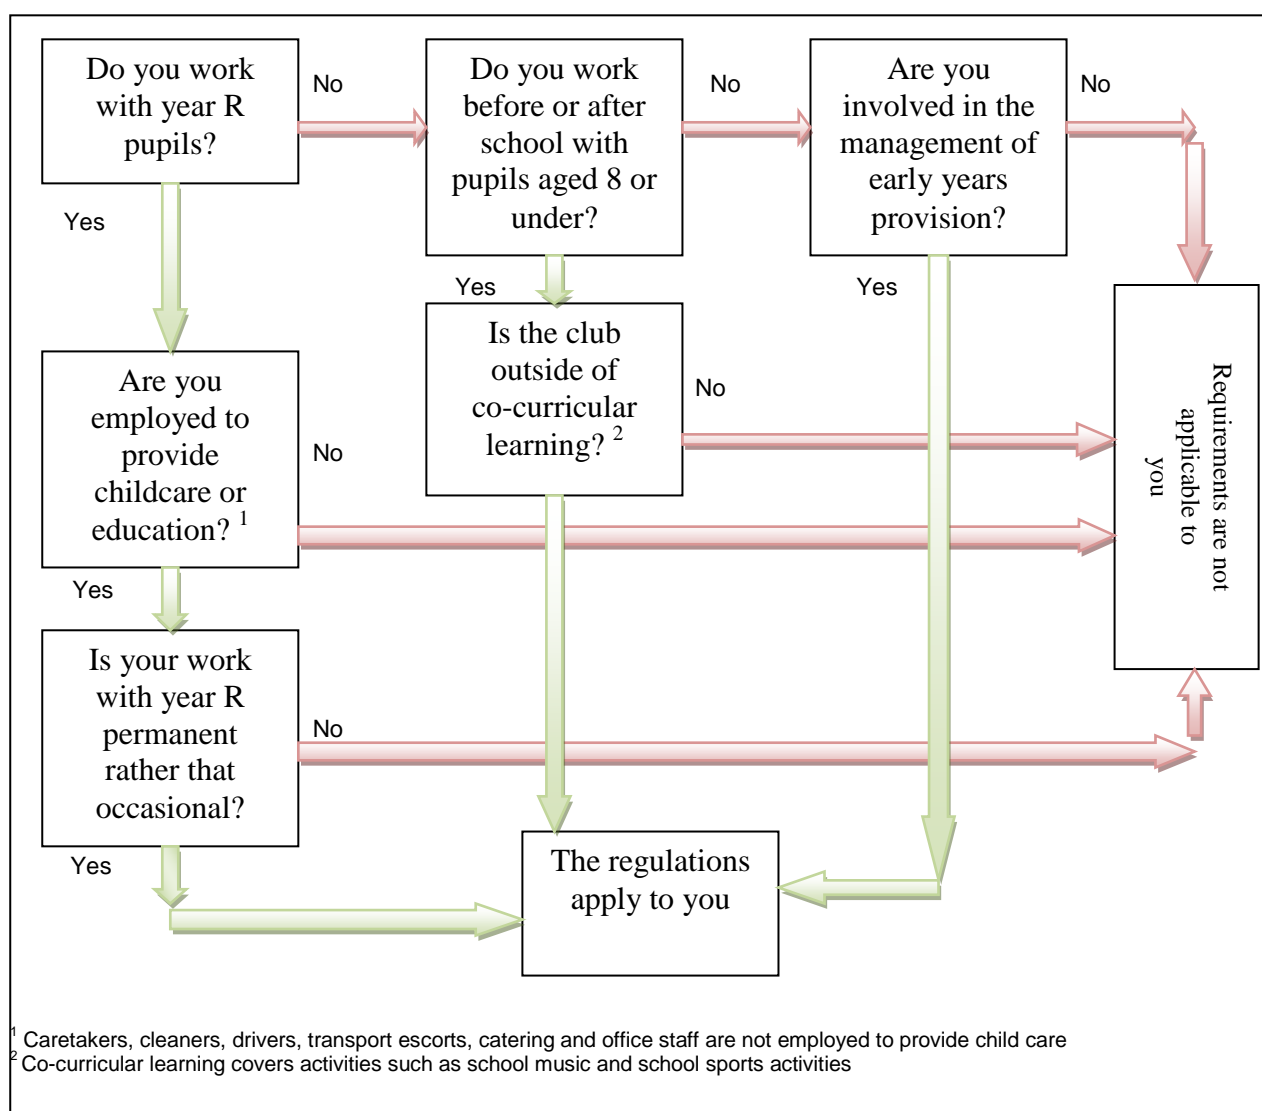 Do you work
with year R
pupils?
No
Yes
Do you work
before or after
school with
pupils aged 8 or
under?
No
Yes
Are you
involved in the
management of
early years
provision?
No
Yes
Is the club
outside of
co-curricular
learning? 2
No
Requirements are not
applicable to
you
Are you
employed to
provide
childcare or
education? 1
No
Yes
Is your work
with year R
permanent
rather that
occasional?
No
Yes
The regulations
apply to you
1 Caretakers, cleaners, drivers, transport escorts, catering and office staff are not employed to provide child care
2 Co-curricular learning covers activities such as school music and school sports activities